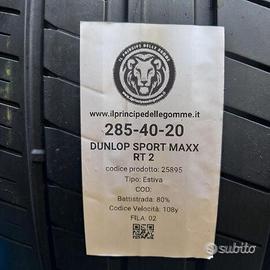 IL PRINCIPE DELLE GOMME
www.ilprincipedellegomme.it
285-40-20
DUNLOP SPORT MAXX
RT 2
codice prodotto: 25895
Tipo: Estiva
COD:
Battistrada: 80%
Codice Velocità: 108y
FILA: 02
subito